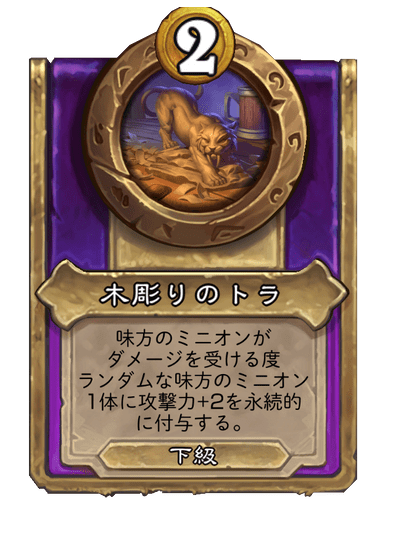 2
木彫りのトラ
味方のミニオンが
ダメージを受ける度
ランダムな味方のミニオン
1体に攻撃力+2を永続的
に付与する。
下級